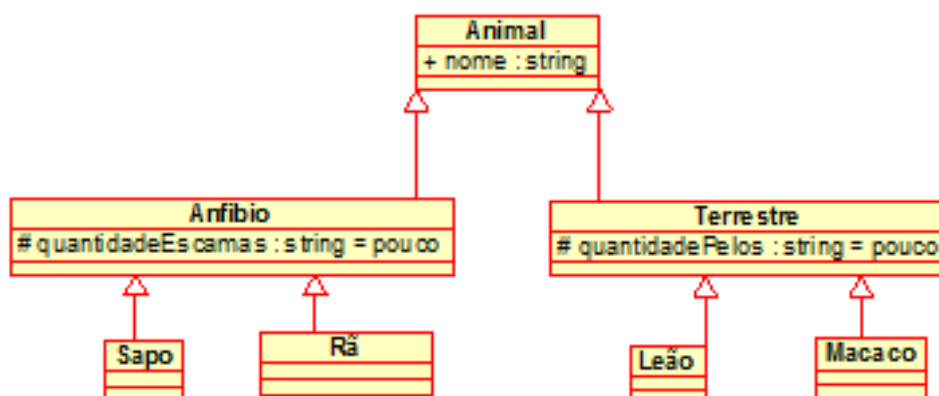 Animal
+ nome : string
Anfibio
# quantidadeEscamas : string = pouco
Terrestre
# quantidadePelos : string = pouco
Sapo
Rã
Leão
Macaco